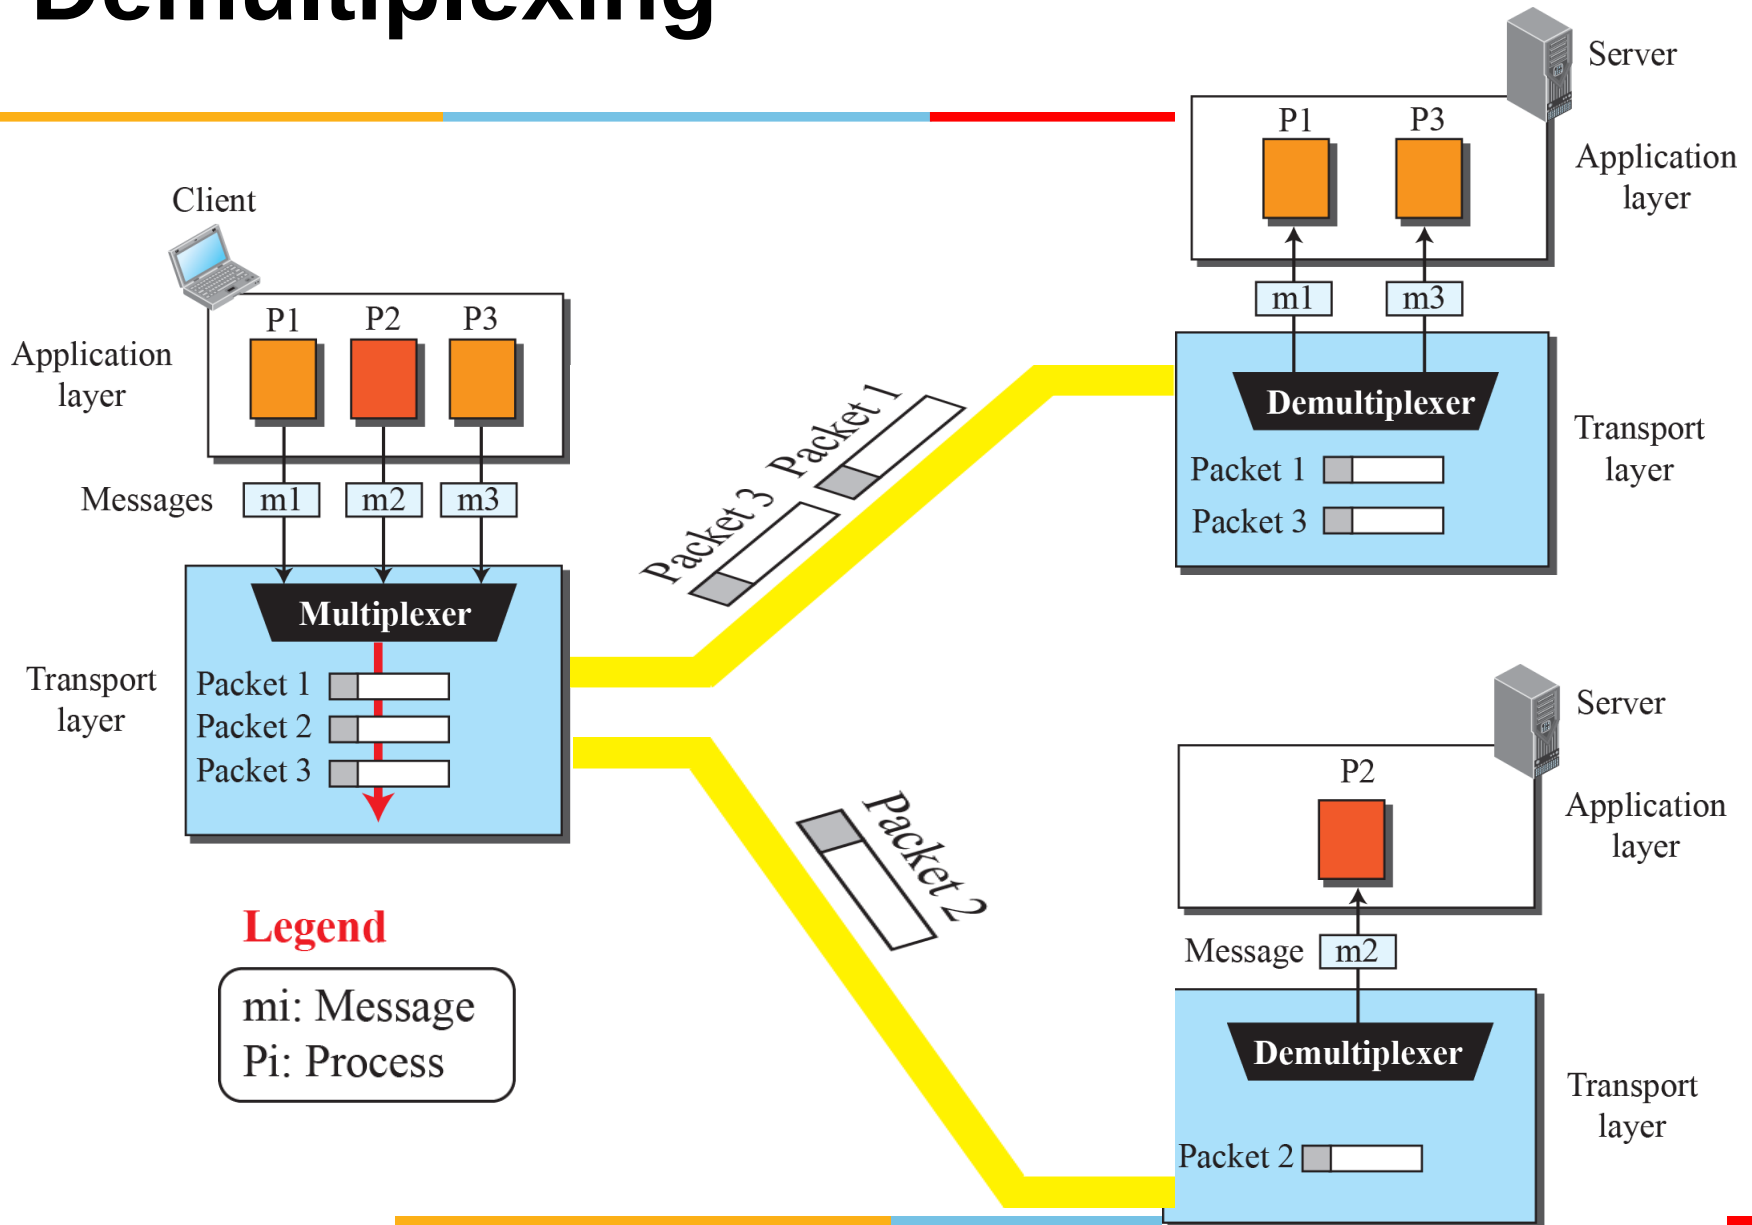 Demultiplexing
Server
P1
P3
Application
layer
m1
m3
Demultiplexer
Packet 1
Packet 3
Transport
layer
Client
P1
P2
P3
Application
layer
Messages
m1
m2
m3
Multiplexer
Packet 1
Packet 2
Packet 3
Transport
layer
Packet 1
Packet 3
Packet 2
Server
P2
Application
layer
Message
m2
Demultiplexer
Packet 2
Transport
layer
Legend
mi: Message
Pi: Process